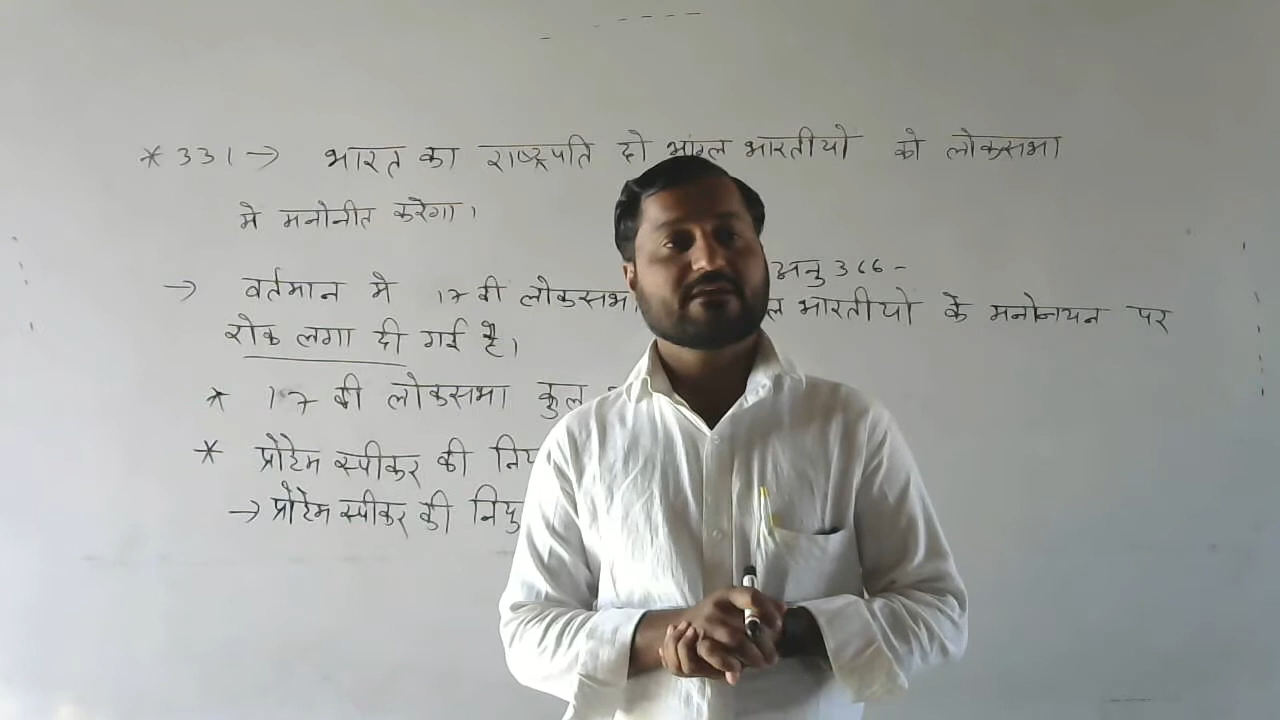 * 331 → भारत का राष्ट्रपति दो आंग्ल भारतीयो को लोकसभा
मे मनोनीत करेगा।
अनु 366 -
→ वर्तमान मे 17 वी लोकसभा भारतीयो के मनोनयन पर
रोक लगा दी गई है।
* 17 वी लोकसभा कुल
* प्रोटेम स्पीकर की
→ प्रोटेम स्पीकर की